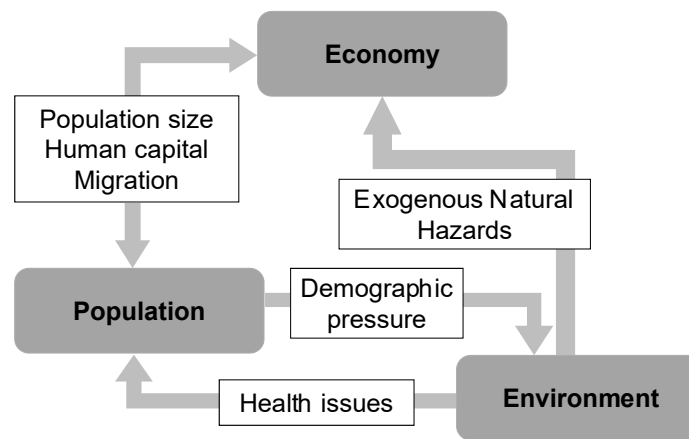 Economy
Population size
Human capital
Migration
Exogenous Natural
Hazards
Population
Demographic
pressure
Health issues
Environment